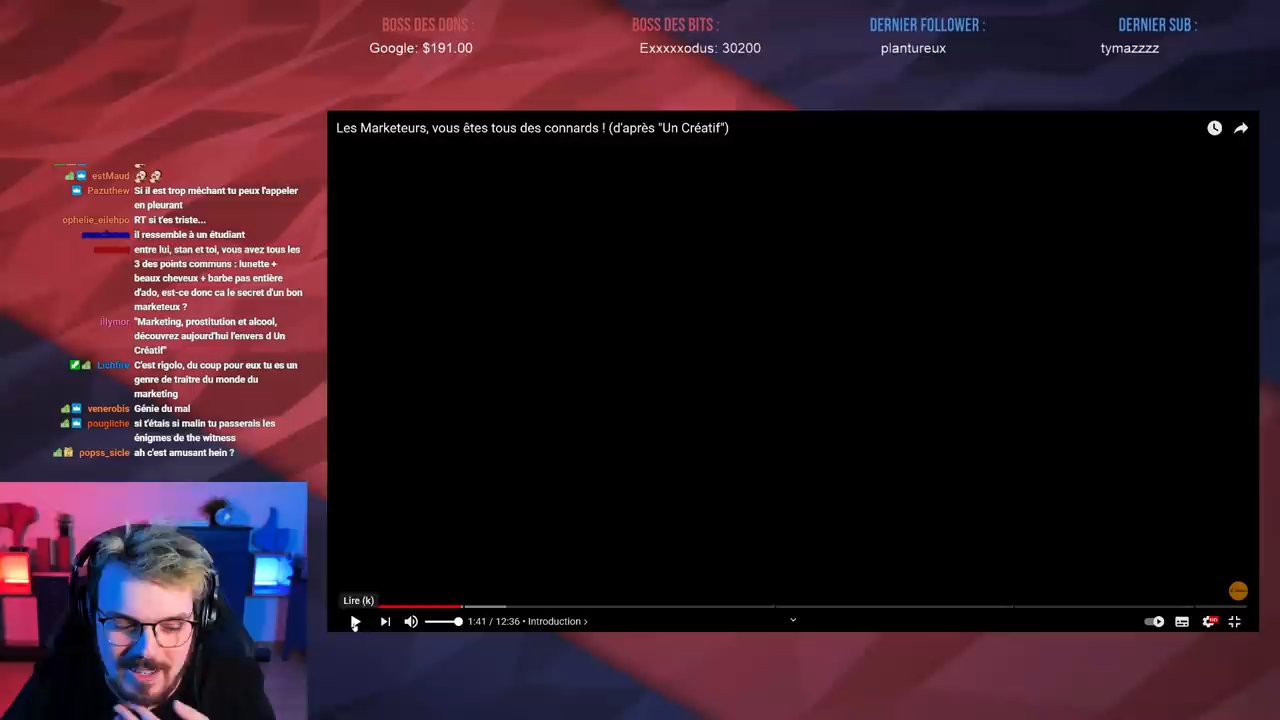 BOSS DES DONS :
Google: $191.00
BOSS DES BITS :
Exxxxxodus: 30200
DERNIER FOLLOWER :
plantureux
DERNIER SUB :
tymazzzz
Les Marketeurs, vous êtes tous des connards ! (d'après "Un Créatif")
estMaud
Pazuthew Si il est trop méchant tu peux l'appeler
en pleurant
ophelie_eilehpo RT si t'es triste...
il ressemble à un étudiant
entre lui, stan et toi, vous avez tous les
3 des points communs : lunette +
beaux cheveux + barbe pas entière
d'ado, est-ce donc ca le secret d'un bon
marketeux ?
illymor "Marketing, prostitution et alcool,
découvrez aujourd'hui l'envers d Un
Créatif"
Lichfire C'est rigolo, du coup pour eux tu es un
genre de traître du monde du
marketing
venerobis Génie du mal
pougliche si t'étais si malin tu passerais les
énigmes de the witness
popss_sicle ah c'est amusant hein ?
Lire (k)
1:41 / 12:36 • Introduction ›